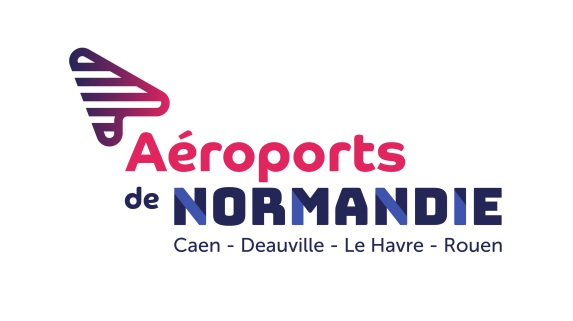 Aéroports
de NORMANDIE
Caen - Deauville - Le Havre - Rouen